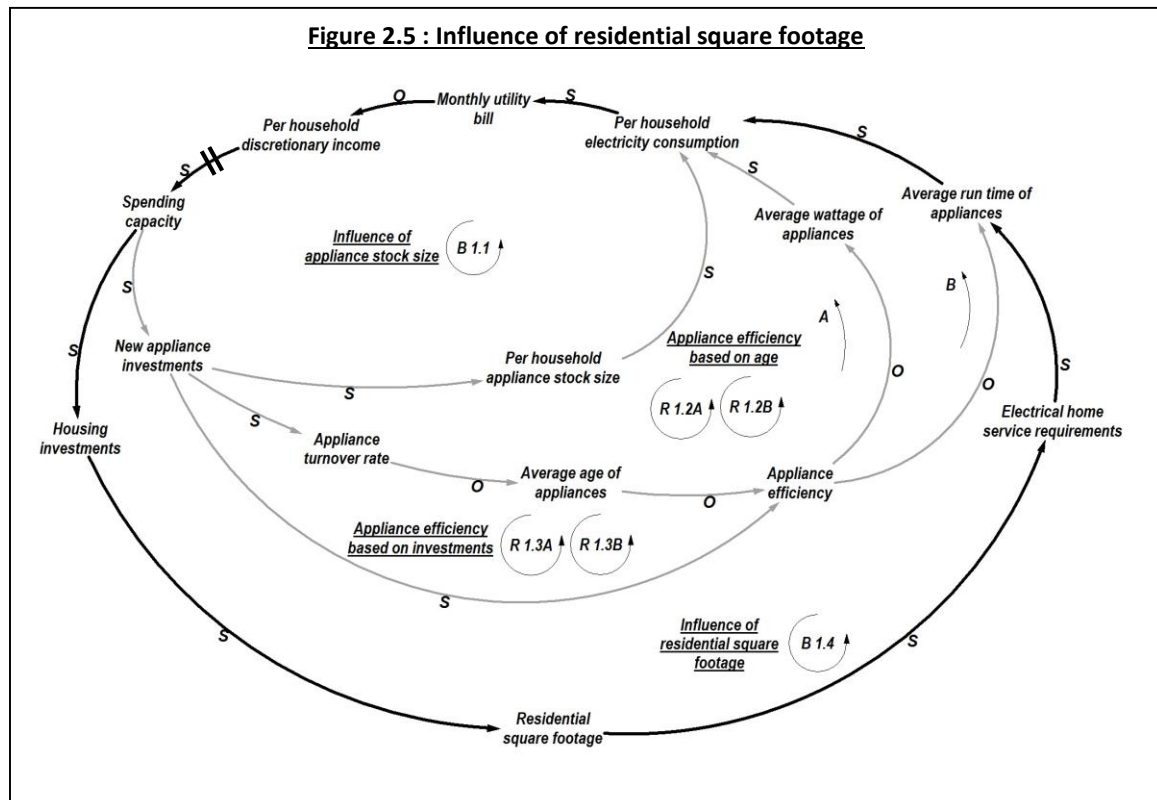 Figure 2.5 : Influence of residential square footage
O
Monthly utility
bill
S
Per household
discretionary income
Per household
electricity consumption
S
S
Spending
capacity
S
Average run time of
appliances
Average wattage of
appliances
Influence of
appliance stock size
B 1.1
S
S
B
A
Appliance efficiency
based on age
S
New appliance
investments
Per household
appliance stock size
S
O
O
S
R 1.2A
R 1.2B
Electrical home
service requirements
Housing
investments
S
Appliance
turnover rate
O
Average age of
appliances
O
Appliance
efficiency
Appliance efficiency
based on investments
R 1.3A
R 1.3B
S
S
Influence of
residential square
footage
B 1.4
S
Residential
square footage